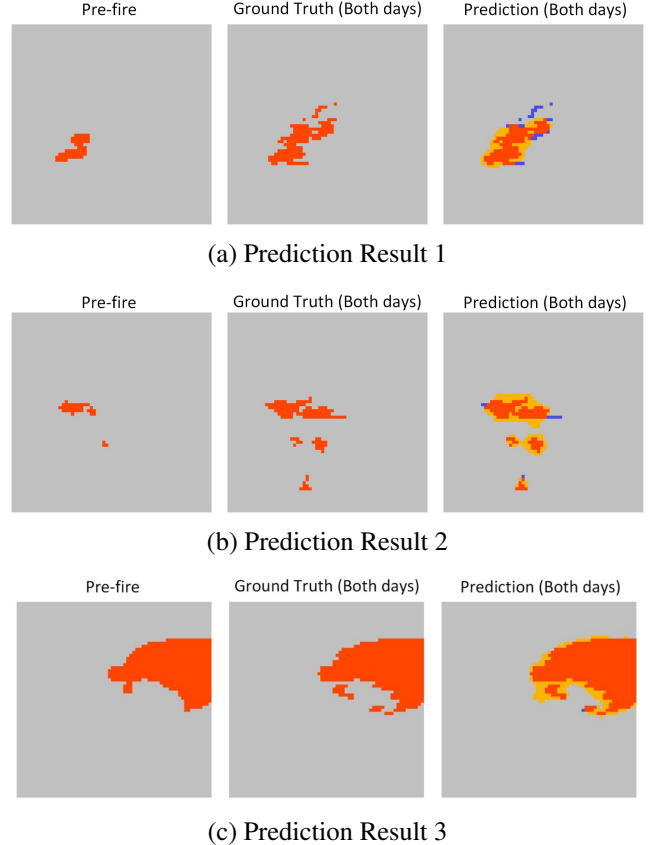 Pre-fire
Ground Truth (Both days)
Prediction (Both days)
(a) Prediction Result 1
Pre-fire
Ground Truth (Both days)
Prediction (Both days)
(b) Prediction Result 2
Pre-fire
Ground Truth (Both days)
Prediction (Both days)
(c) Prediction Result 3